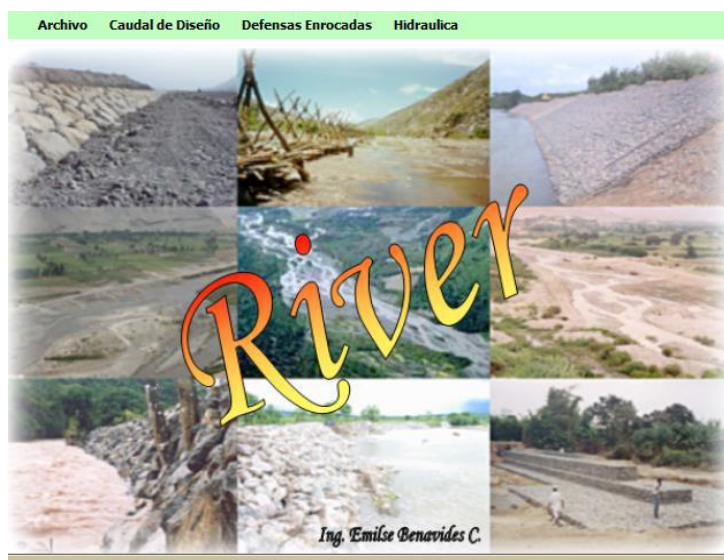 Archivo Caudal de Diseño Defensas Enrocadas Hidraulica
River
Ing. Emilse Benavides C.